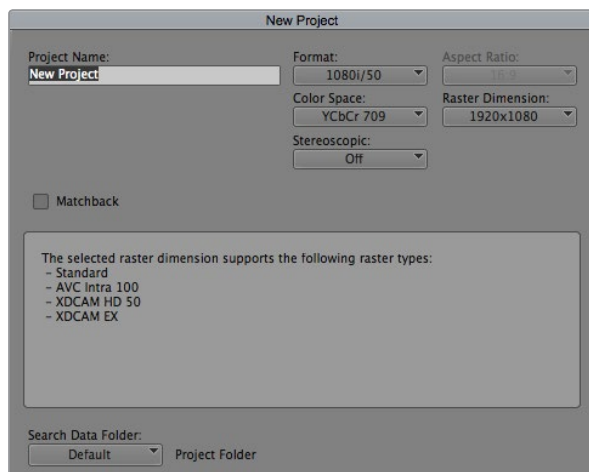 New Project
Project Name:
New Project
Format:
1080i/50
Aspect Ratio:
16:9
Color Space:
YCbCr 709
Raster Dimension:
1920x1080
Stereoscopic:
Off
Matchback
The selected raster dimension supports the following raster types:
- Standard
- AVC Intra 100
- XDCAM HD 50
- XDCAM EX
Search Data Folder:
Default
Project Folder